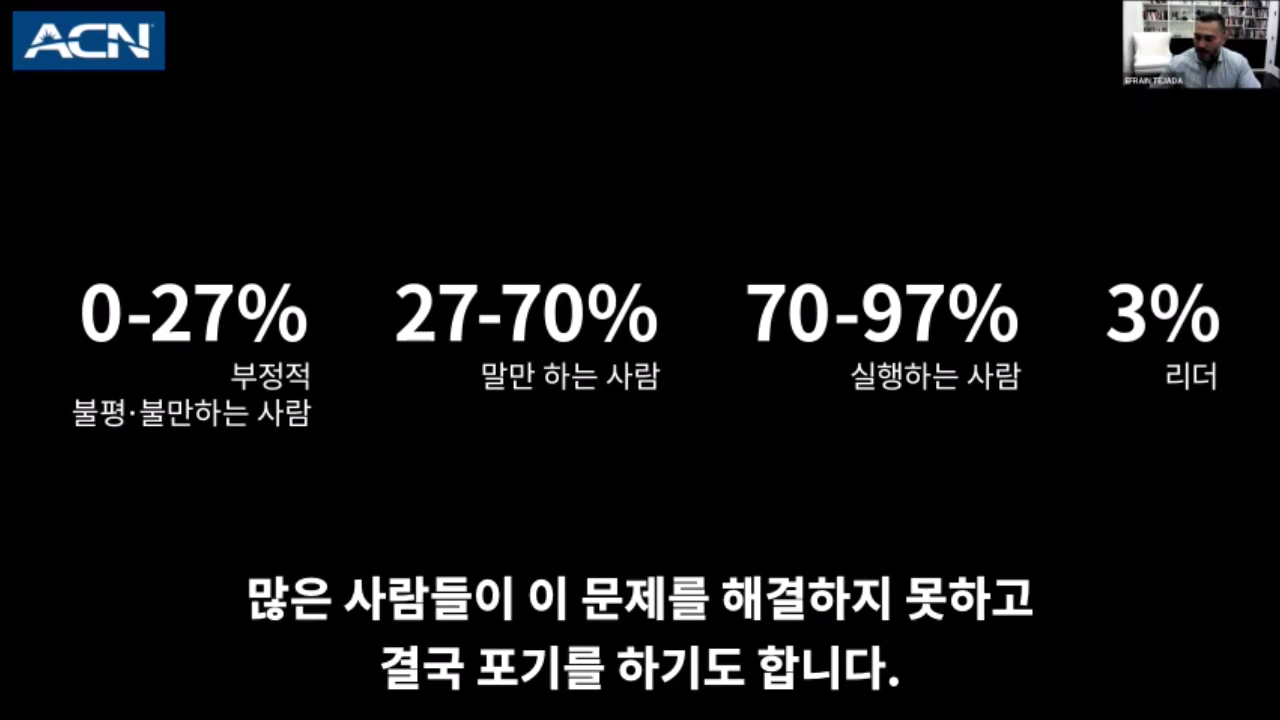 ACN
EFRAIN TEJADA
0-27%
부정적
불평·불만하는 사람
27-70%
말만 하는 사람
70-97%
실행하는 사람
3%
리더
많은 사람들이 이 문제를 해결하지 못하고
결국 포기를 하기도 합니다.